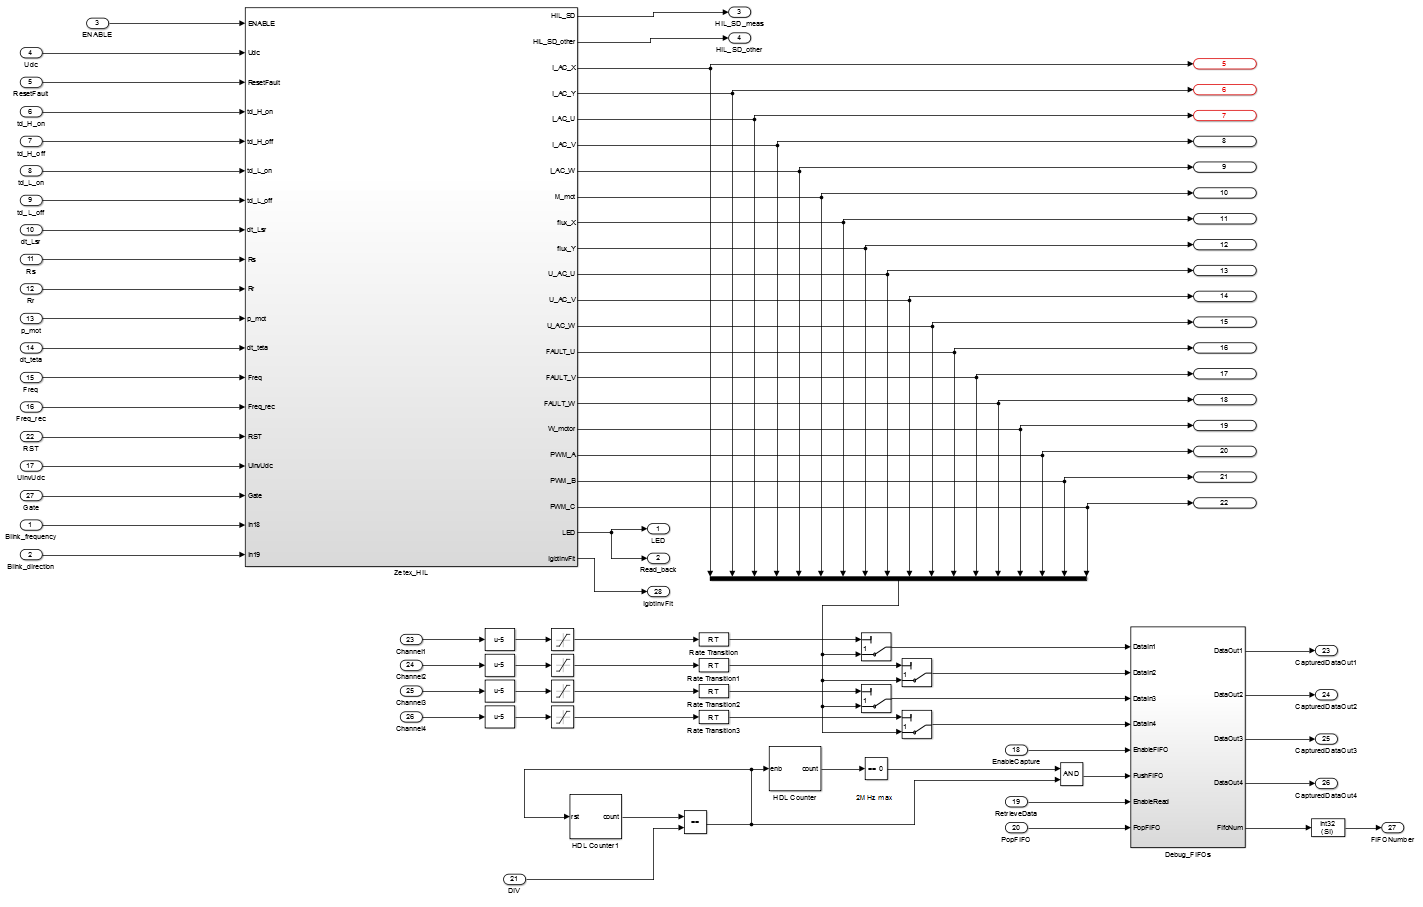 3
ENABLE
4
Udc
5
ResetFault
6
td_H_on
7
td_H_off
8
td_L_on
9
td_L_off
10
dt_Lsr
11
Rs
12
Rr
13
p_mot
14
dt_teta
15
Freq
16
Freq_rec
22
RST
17
UinvUdc
27
Gate
1
Blink_frequency
2
Blink_direction
ENABLE
Udc
ResetFault
td_H_on
td_H_off
td_L_on
td_L_off
dt_Lsr
Rs
Rr
p_mot
dt_teta
Freq
Freq_rec
RST
UinvUdc
Gate
In18
In19
HIL_SD
HIL_SD_other
I_AC_X
I_AC_Y
I_AC_U
I_AC_V
I_AC_W
M_mot
flux_X
flux_Y
U_AC_U
U_AC_V
U_AC_W
FAULT_U
FAULT_V
FAULT_W
W_motor
PWM_A
PWM_B
PWM_C
LED
IgbtInvFlt
Zetex_HIL
3
HIL_SD_meas
4
HIL_SD_other
5
6
7
8
9
10
11
12
13
14
15
16
17
18
19
20
21
22
1
LED
2
Read_back
28
IgbtInvFlt
23
Channel1
24
Channel2
25
Channel3
26
Channel4
u-5
u-5
u-5
u-5
RT
Rate Transition
RT
Rate Transition1
RT
Rate Transition2
RT
Rate Transition3
1
1
1
1
enb count
HDL Counter
== 0
2MHz max
rst count
HDL Counter1
==
21
DIV
AND
18
EnableCapture
19
RetrieveData
20
PopFIFO
DataIn1
DataIn2
DataIn3
DataIn4
EnableFIFO
PushFIFO
EnableRead
PopFIFO
DataOut1
DataOut2
DataOut3
DataOut4
FifoNum
Debug_FIFOs
23
CapturedDataOut1
24
CapturedDataOut2
25
CapturedDataOut3
26
CapturedDataOut4
int32
(SI)
27
FIFONumber